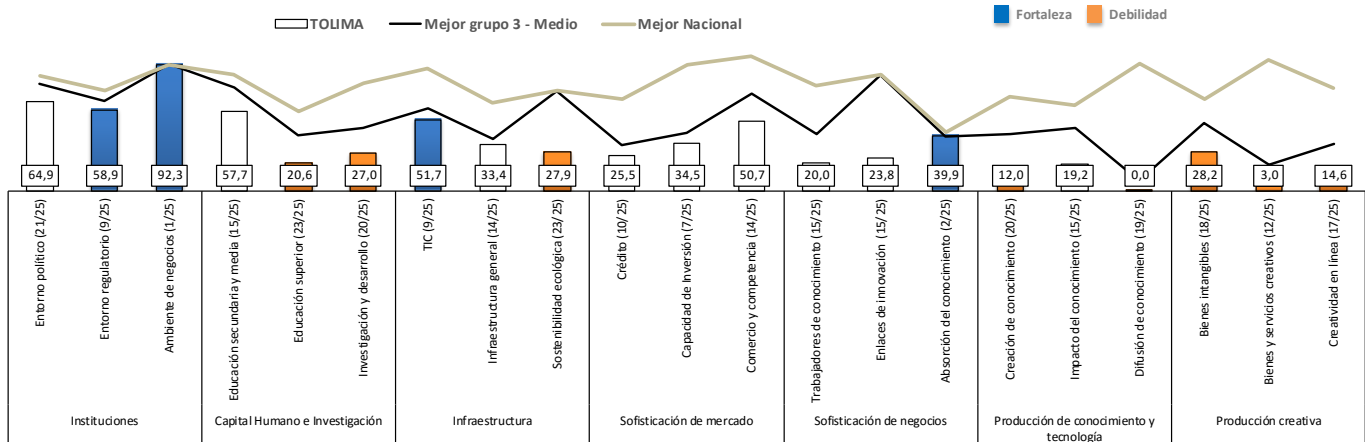 TOLIMA
Mejor grupo 3 - Medio
Mejor Nacional
Fortaleza
Debilidad
64,9
58,9
92,3
57,7
20,6
27,0
51,7
33,4
27,9
25,5
34,5
50,7
20,0
23,8
39,9
12,0
19,2
0,0
28,2
3,0
14,6
Entorno político (21/25)
Entorno regulatorio (9/25)
Ambiente de negocios (1/25)
Educación secundaria y media (15/25)
Educación superior (23/25)
Investigación y desarrollo (20/25)
TIC (9/25)
Infraestructura general (14/25)
Sostenibilidad ecológica (23/25)
Crédito (10/25)
Capacidad de Inversión (7/25)
Comercio y competencia (14/25)
Trabajadores de conocimiento (15/25)
Enlaces de innovación (15/25)
Absorción del conocimiento (2/25)
Creación de conocimiento (20/25)
Impacto del conocimiento (15/25)
Difusión de conocimiento (19/25)
Bienes intangibles (18/25)
Bienes y servicios creativos (12/25)
Creatividad en línea (17/25)
Instituciones
Capital Humano e Investigación
Infraestructura
Sofisticación de mercado
Sofisticación de negocios
Producción de conocimiento y
tecnología
Producción creativa